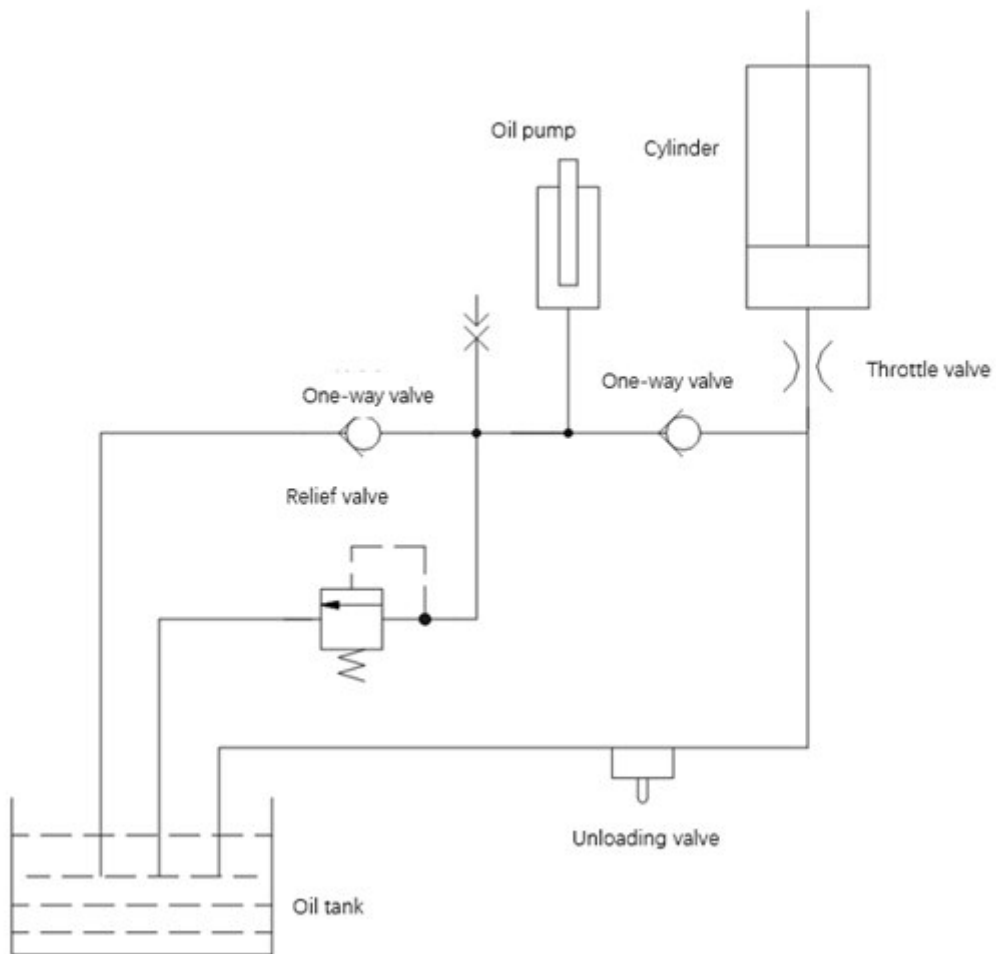 Oil pump
Cylinder
Throttle valve
One-way valve
One-way valve
Relief valve
Unloading valve
Oil tank